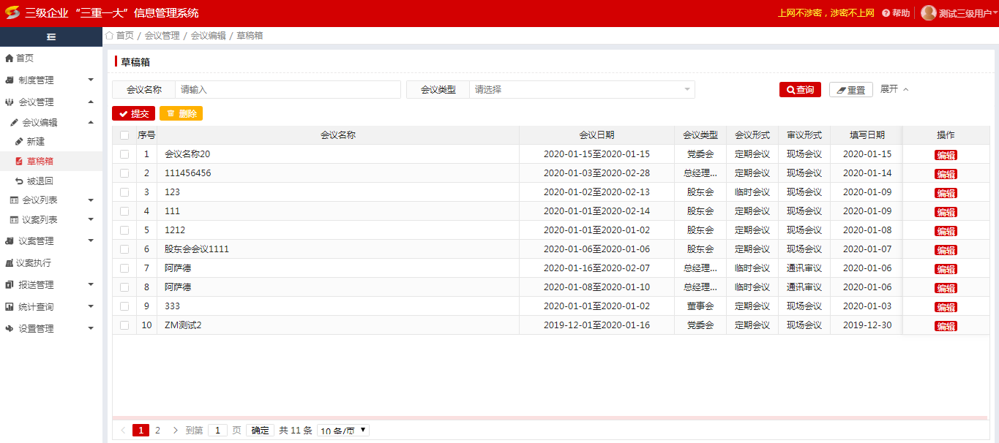 三级企业“三重一大”信息管理系统 上网不涉密，涉密不上网 帮助 测试三级用户
首页 / 会议管理 / 会议编辑 / 草稿箱
首页
制度管理
会议管理
会议编辑
新建
草稿箱
被退回
会议列表
议案列表
议案管理
议案执行
报送管理
统计查询
设置管理
草稿箱
会议名称 请输入 会议类型 请选择 查询 重置 展开
提交 删除
序号 会议名称 会议日期 会议类型 会议形式 审议形式 填写日期 操作
1 会议名称20 2020-01-15至2020-01-15 党委会 定期会议 现场会议 2020-01-15 编辑
2 111456456 2020-01-03至2020-02-28 总经理... 定期会议 现场会议 2020-01-14 编辑
3 123 2020-01-02至2020-02-13 股东会 临时会议 现场会议 2020-01-09 编辑
4 111 2020-01-01至2020-02-14 股东会 定期会议 现场会议 2020-01-09 编辑
5 1212 2020-01-01至2020-01-02 股东会 定期会议 现场会议 2020-01-08 编辑
6 股东会会议1111 2020-01-06至2020-01-06 股东会 定期会议 现场会议 2020-01-07 编辑
7 阿萨德 2020-01-16至2020-02-07 总经理... 临时会议 通讯审议 2020-01-06 编辑
8 阿萨德 2020-01-08至2020-01-10 总经理... 临时会议 通讯审议 2020-01-06 编辑
9 333 2020-01-01至2020-01-02 董事会 定期会议 现场会议 2020-01-03 编辑
10 ZM测试2 2019-12-01至2020-01-16 党委会 定期会议 现场会议 2019-12-30 编辑
1 2 到第 1 页 确定 共 11 条 10 条/页